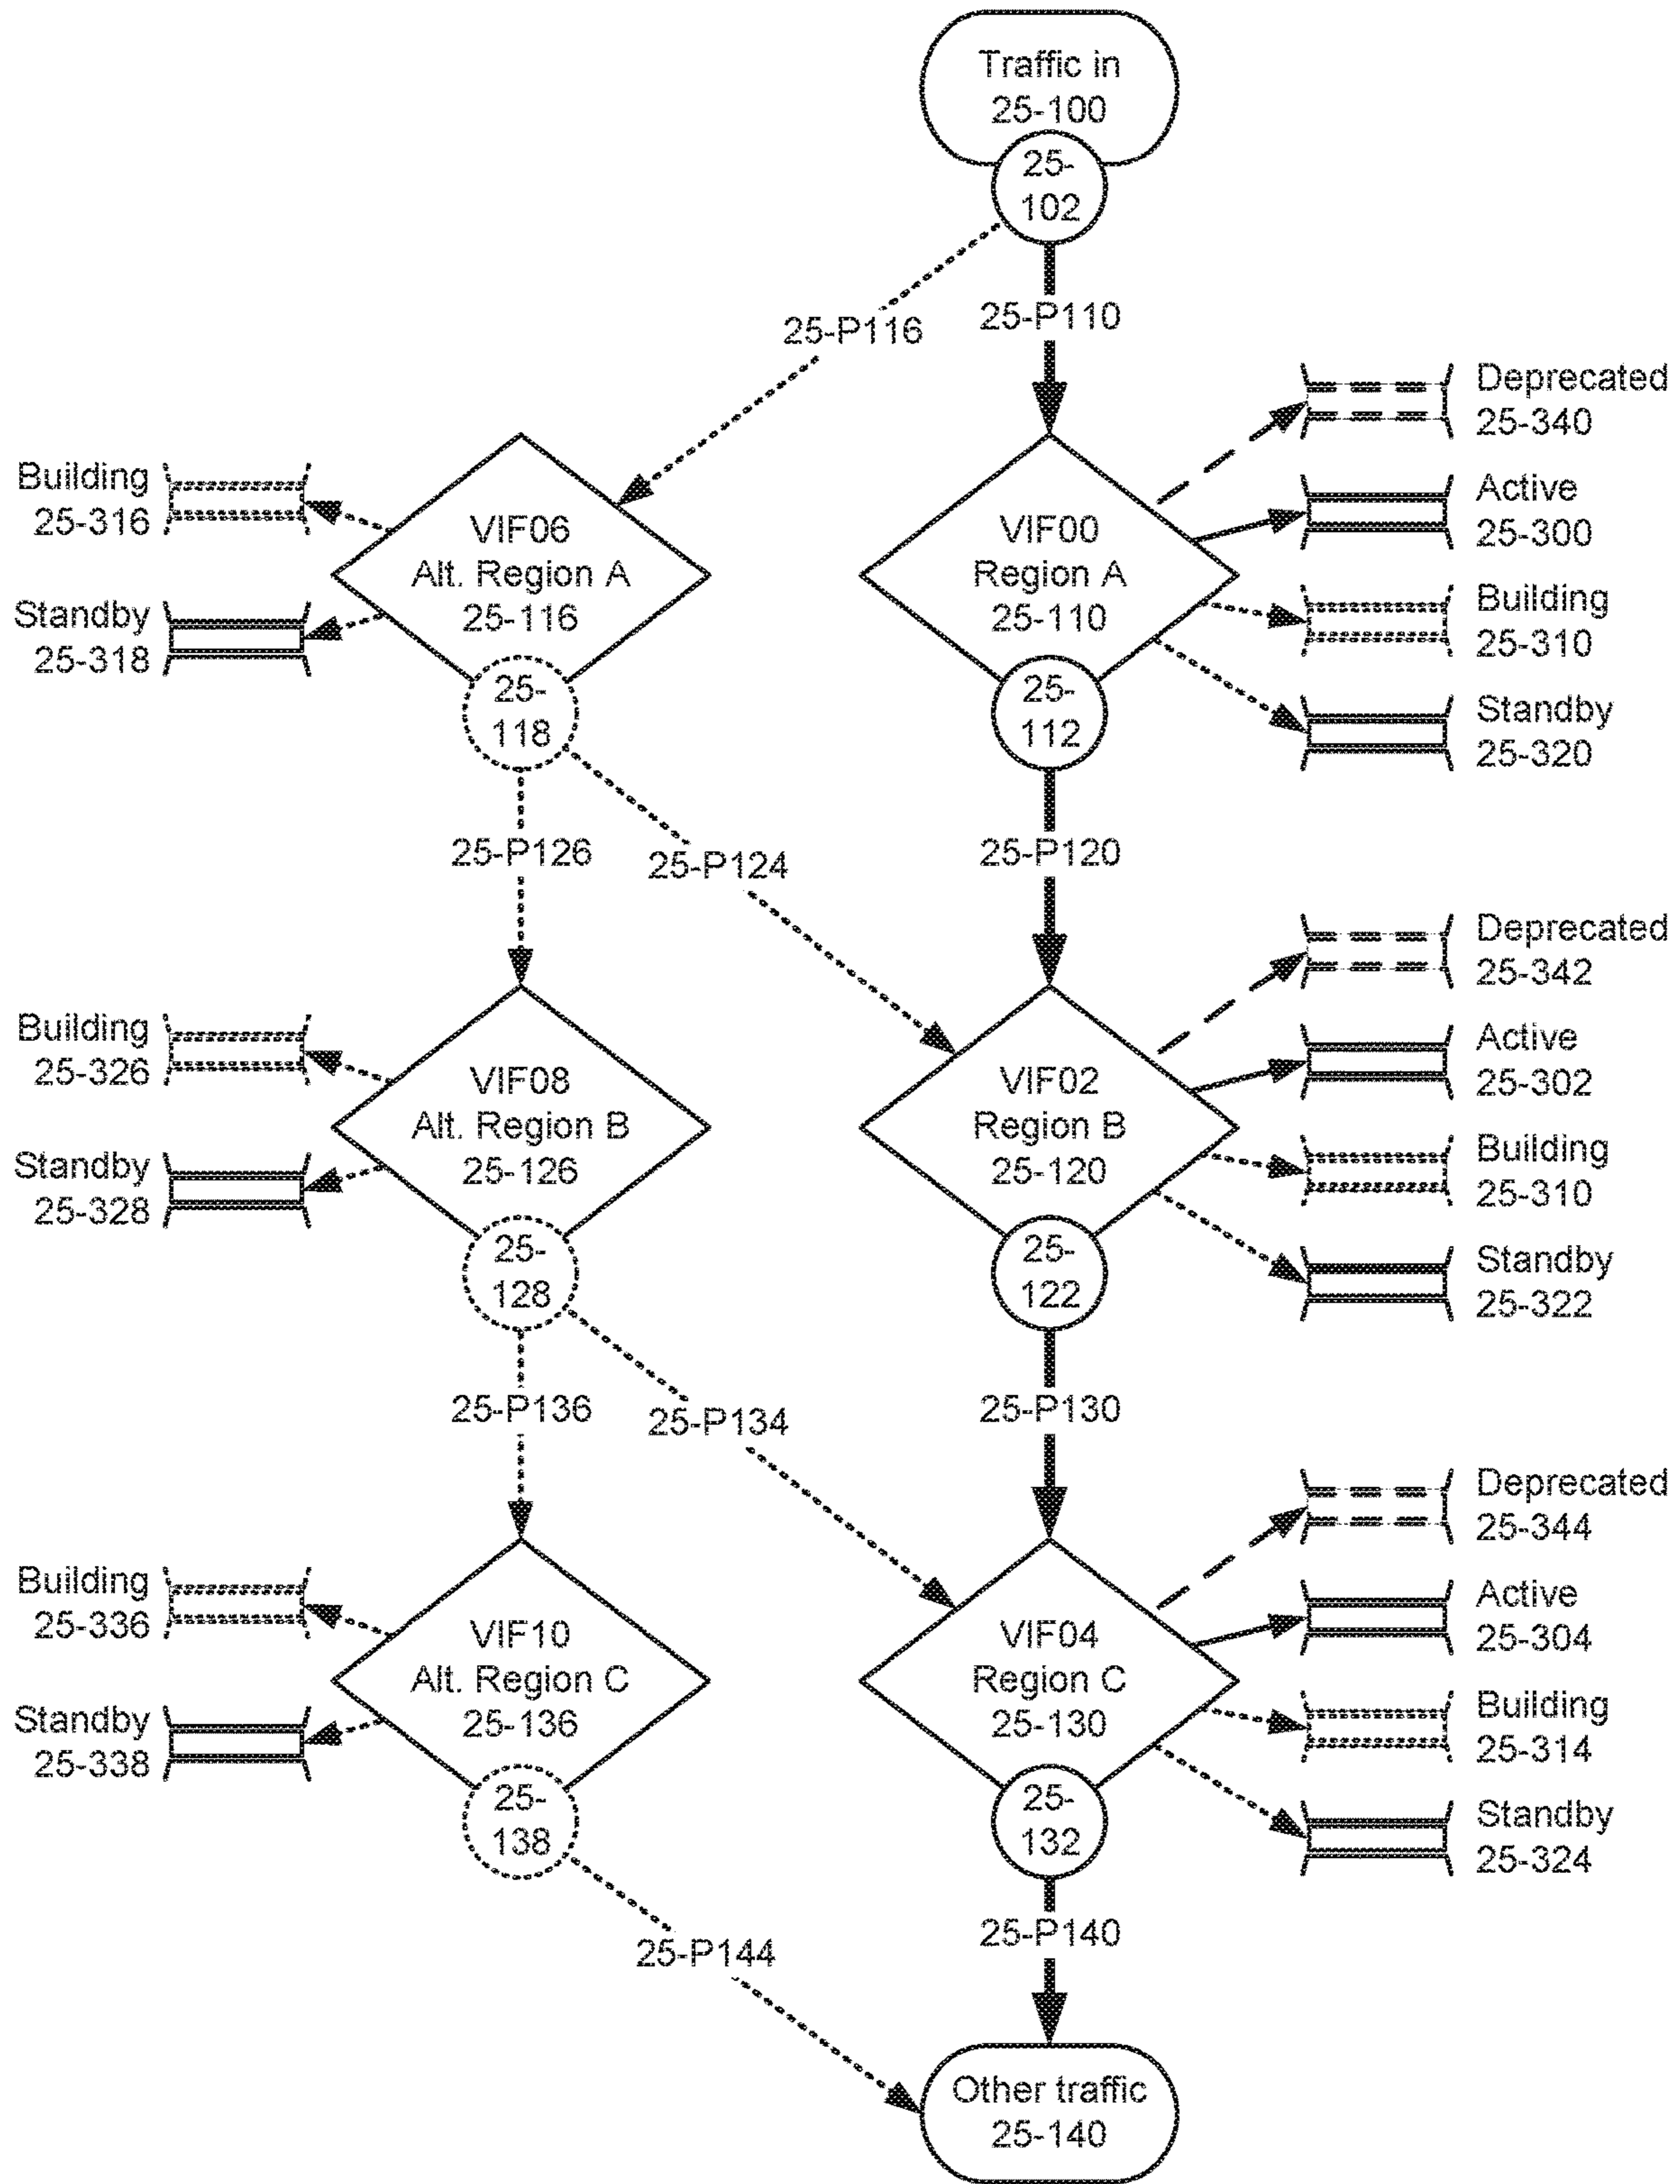 Traffic in
25-100
25-
102
25-P116
25-P110
Deprecated
25-340
Active
25-300
Building
25-310
Standby
25-320
Building
25-316
Standby
25-318
VIF06
Alt. Region A
25-116
25-
118
VIF00
Region A
25-110
25-
112
25-P126
25-P124
25-P120
Deprecated
25-342
Active
25-302
Building
25-310
Standby
25-322
Building
25-326
Standby
25-328
VIF08
Alt. Region B
25-126
25-
128
VIF02
Region B
25-120
25-
122
25-P136
25-P134
25-P130
Deprecated
25-344
Active
25-304
Building
25-314
Standby
25-324
Building
25-336
Standby
25-338
VIF10
Alt. Region C
25-136
25-
138
VIF04
Region C
25-130
25-
132
25-P144
25-P140
Other traffic
25-140